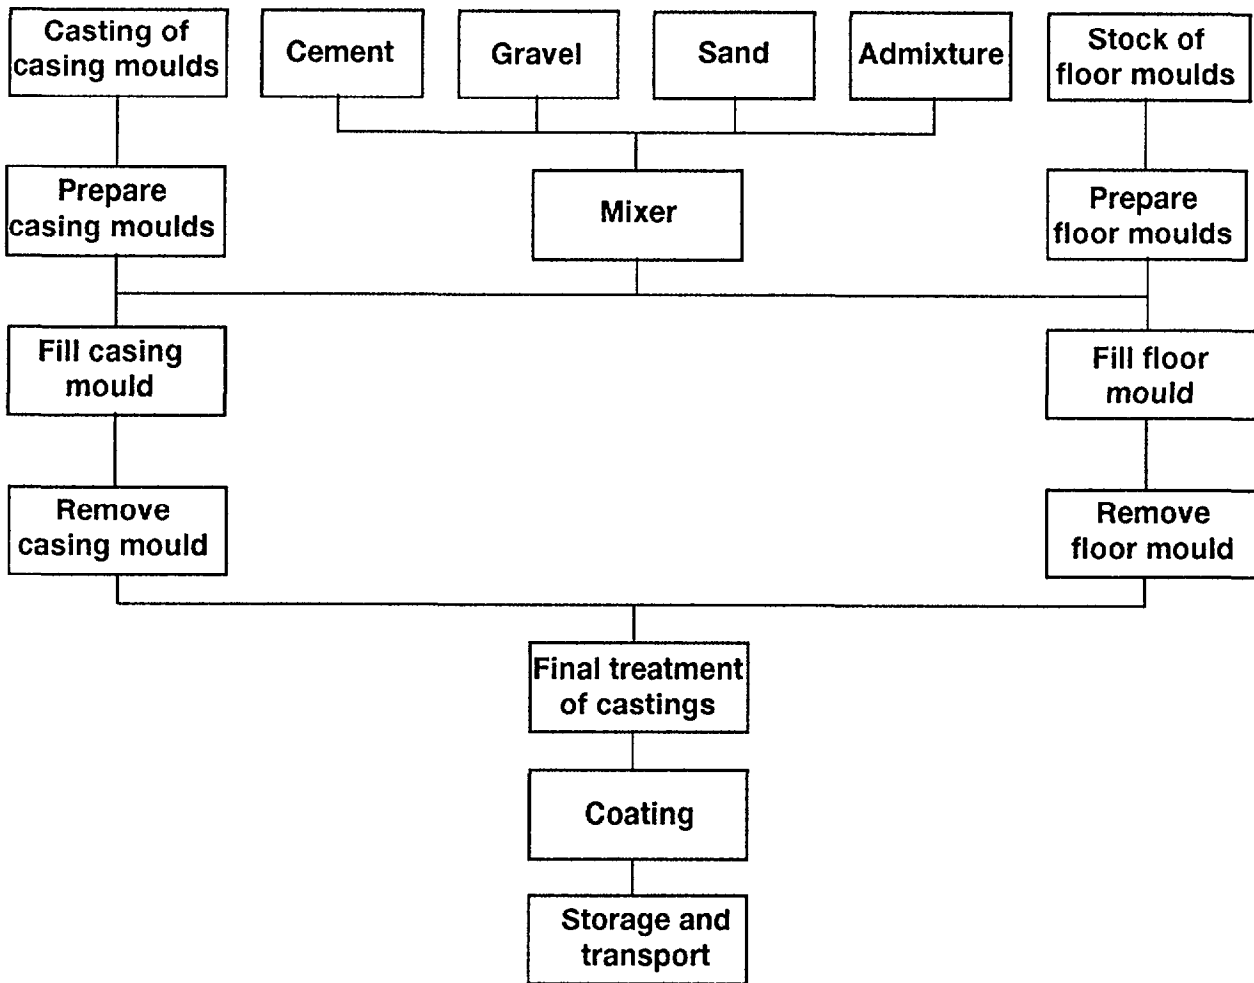 Casting of
casing moulds
Cement
Gravel
Sand
Admixture
Stock of
floor moulds
Prepare
casing moulds
Mixer
Prepare
floor moulds
Fill casing
mould
Fill floor
mould
Remove
casing mould
Remove
floor mould
Final treatment
of castings
Coating
Storage and
transport